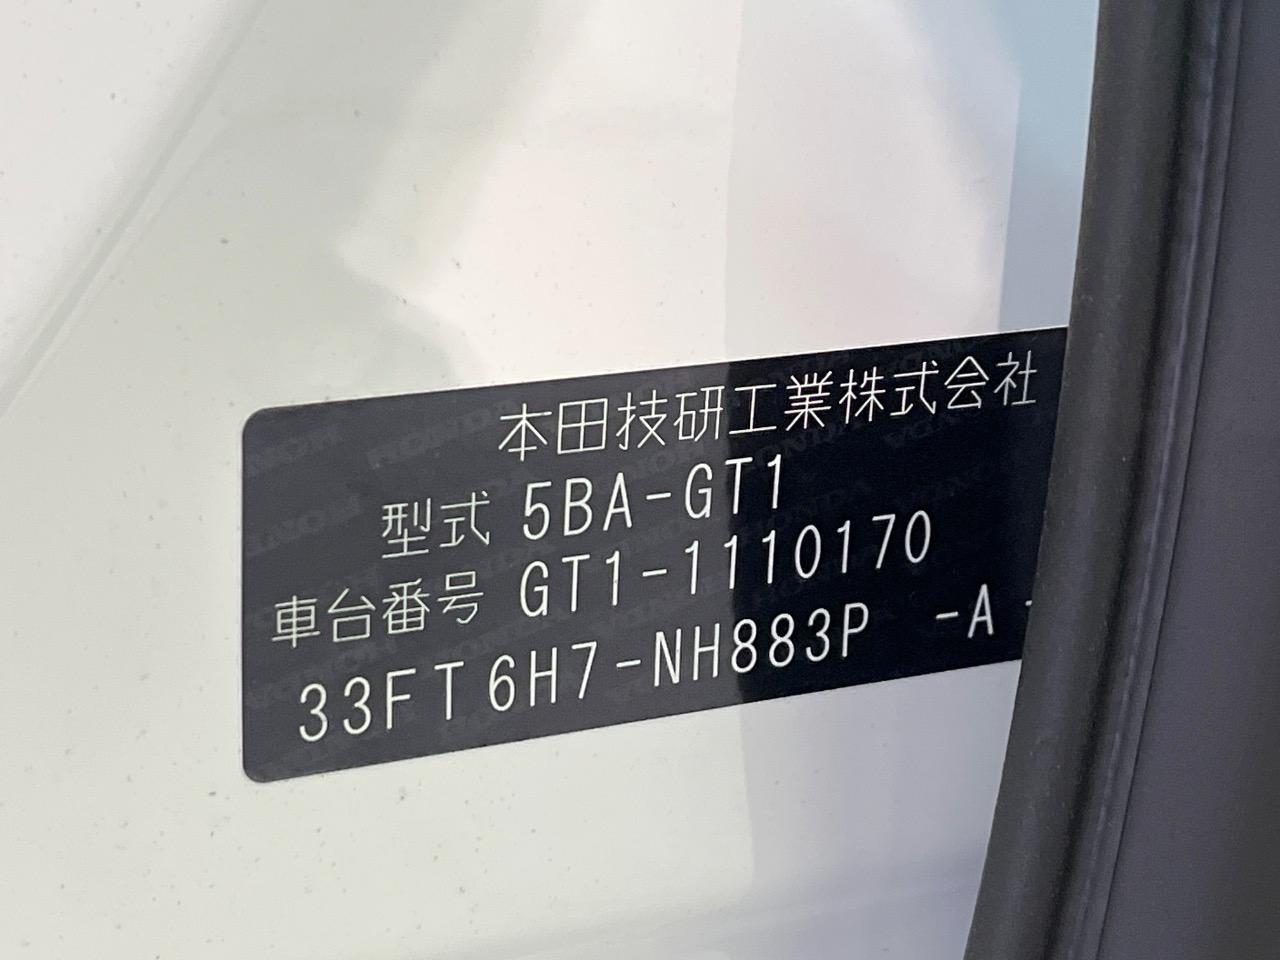 本田技研工業株式会社
型式 5BA-GT1
車台番号 GT1-1110170
33FT6H7-NH883P -A -